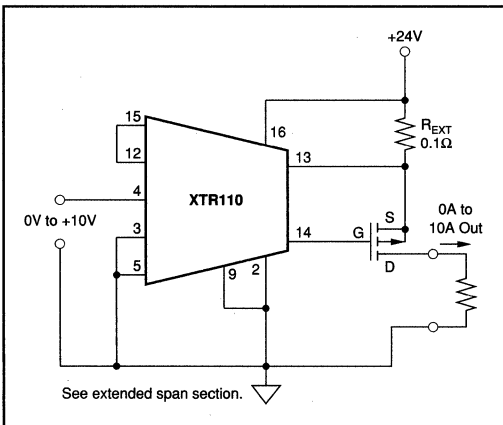 +24V
15
16
R_EXT
0.1Ω
12
13
XTR110
4
0V to +10V
3
14
G
S
0A to
10A Out
D
5
9
2
See extended span section.